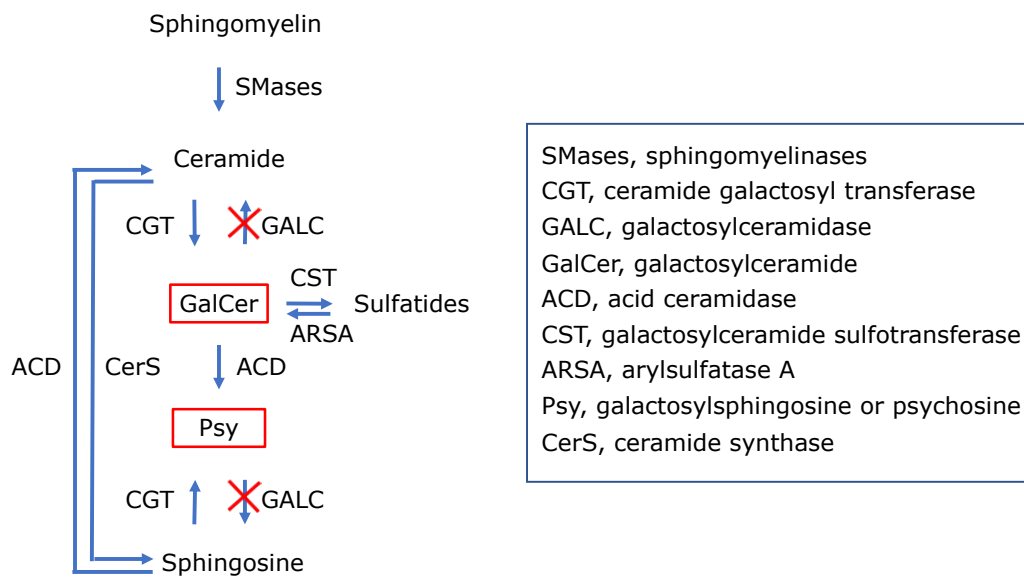 Sphingomyelin
SMases
Ceramide
CGT
GALC
CST
GalCer
Sulfatides
ARSA
ACD
CerS
ACD
Psy
CGT
GALC
Sphingosine
SMases, sphingomyelinases
CGT, ceramide galactosyl transferase
GALC, galactosylceramidase
GalCer, galactosylceramide
ACD, acid ceramidase
CST, galactosylceramide sulfotransferase
ARSA, arylsulfatase A
Psy, galactosylsphingosine or psychosine
CerS, ceramide synthase